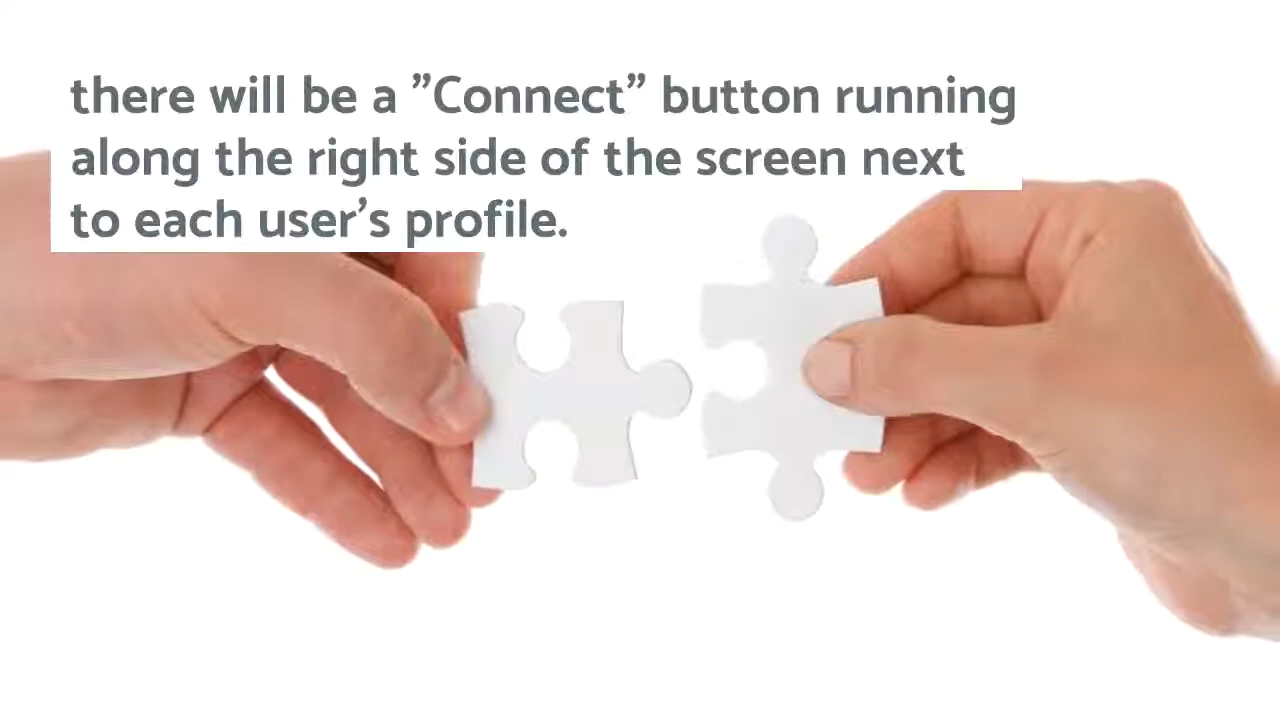 there will be a ”Connect” button running
along the right side of the screen next
to each user’s profile.